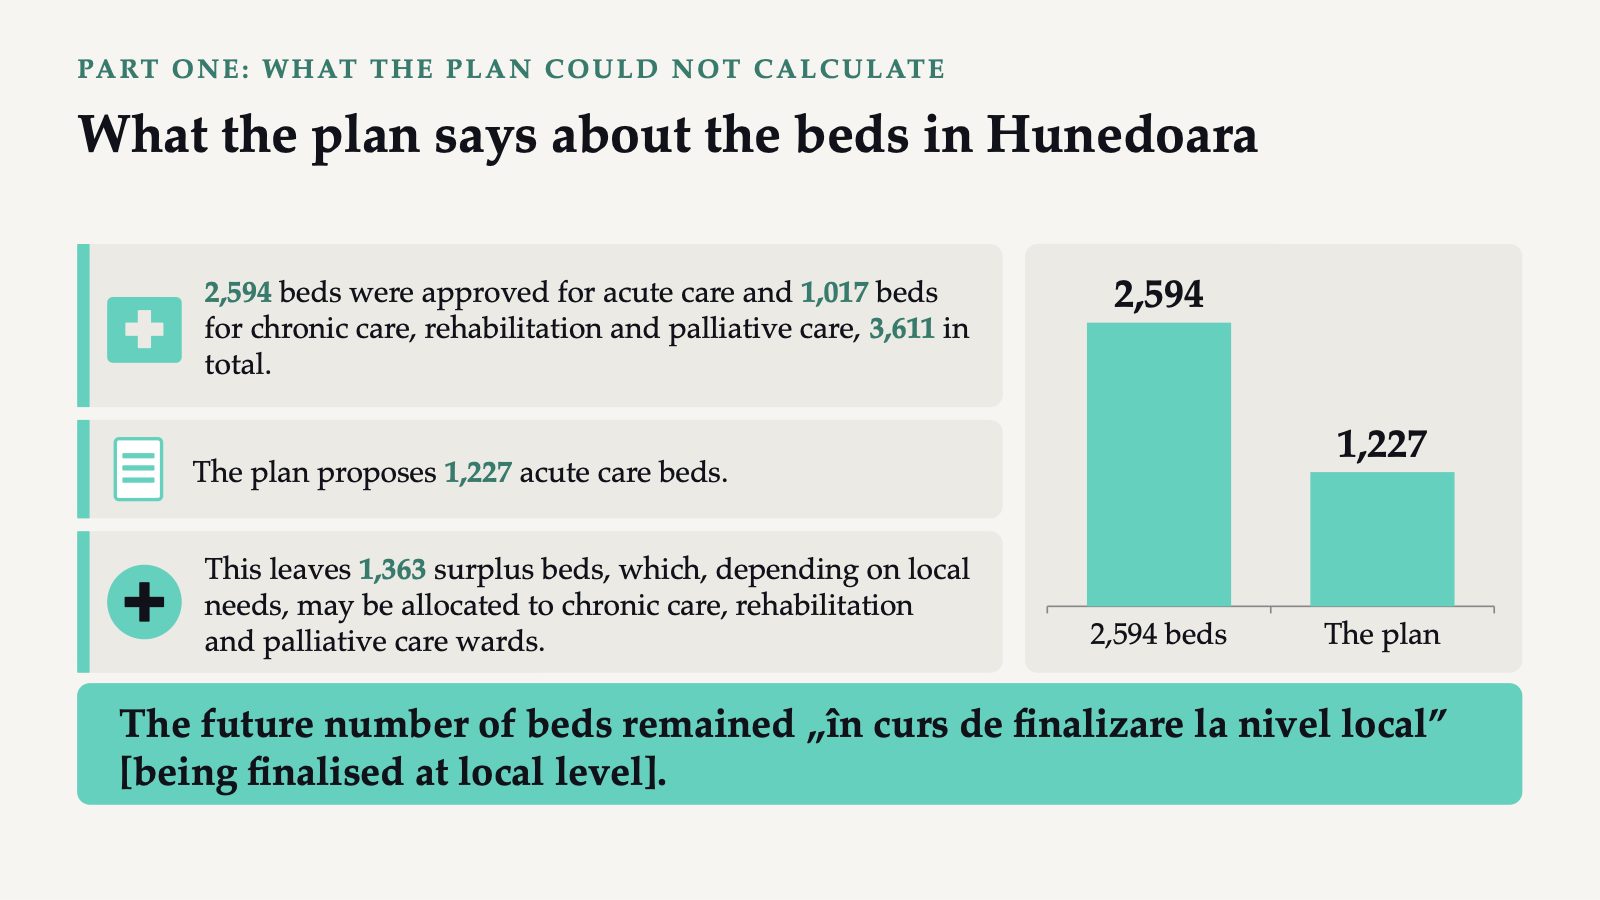 PART ONE: WHAT THE PLAN COULD NOT CALCULATE
What the plan says about the beds in Hunedoara
2,594 beds were approved for acute care and 1,017 beds
for chronic care, rehabilitation and palliative care, 3,611 in
total.
The plan proposes 1,227 acute care beds.
This leaves 1,363 surplus beds, which, depending on local
needs, may be allocated to chronic care, rehabilitation
and palliative care wards.
2,594
1,227
2,594 beds
The plan
The future number of beds remained „în curs de finalizare la nivel local”
[being finalised at local level].